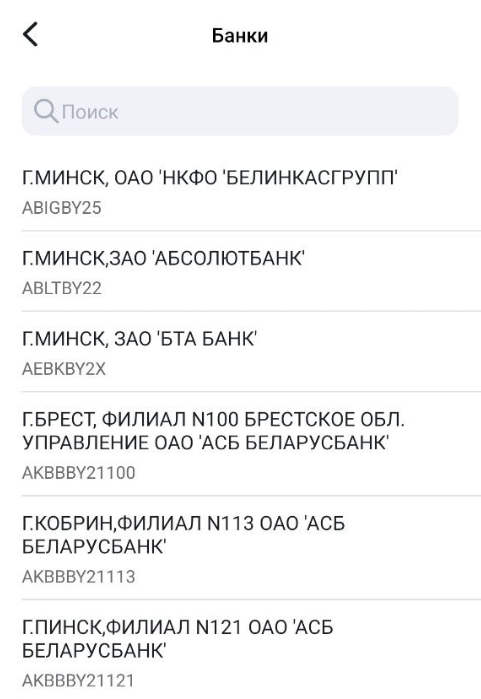 Банки
Поиск
Г.МИНСК, ОАО 'НКФО 'БЕЛИНКАСГРУПП'
ABIGBY25
Г.МИНСК,ЗАО 'АБСОЛЮТБАНК'
ABLTBY22
Г.МИНСК, ЗАО 'БТА БАНК'
AEBKBY2X
Г.БРЕСТ, ФИЛИАЛ N100 БРЕСТСКОЕ ОБЛ.
УПРАВЛЕНИЕ ОАО 'АСБ БЕЛАРУСБАНК'
AKBBBY21100
Г.КОБРИН,ФИЛИАЛ N113 ОАО 'АСБ
БЕЛАРУСБАНК'
AKBBBY21113
Г.ПИНСК,ФИЛИАЛ N121 ОАО 'АСБ
БЕЛАРУСБАНК'
AKBBBY21121